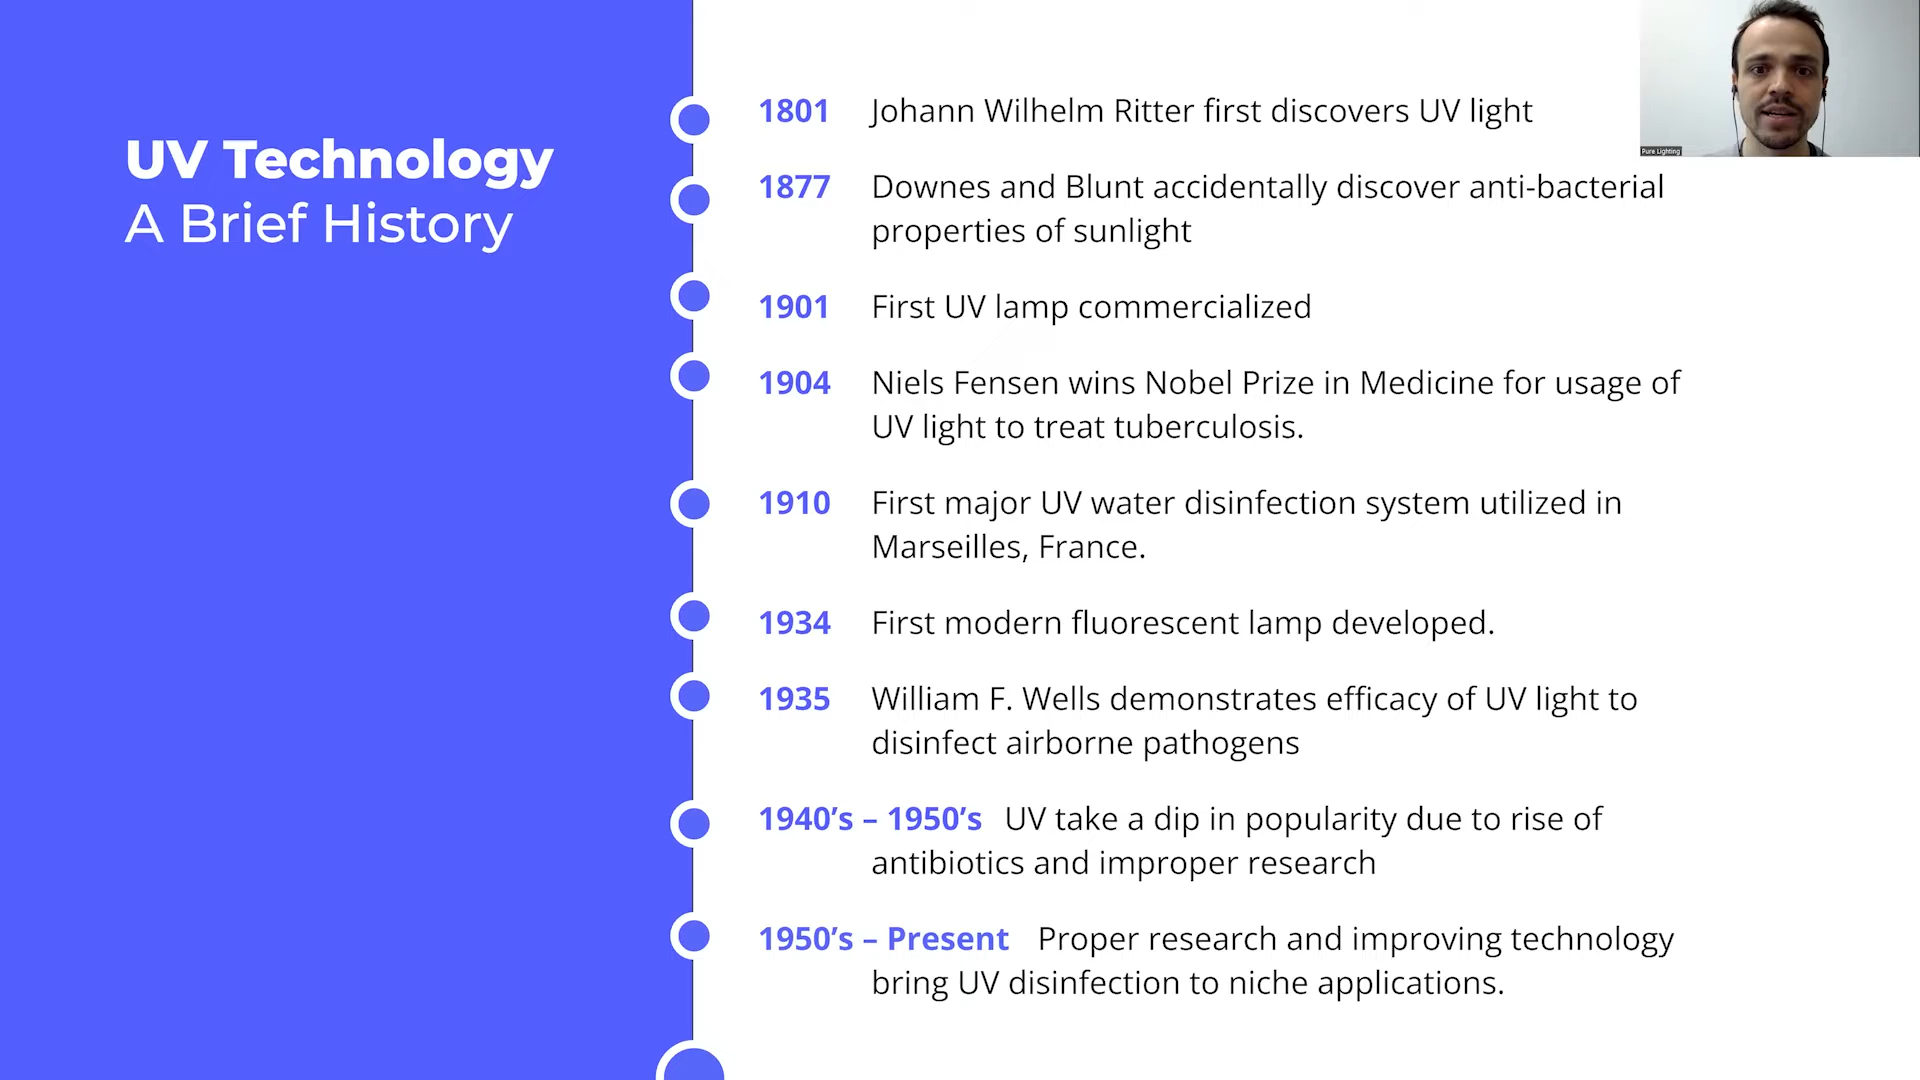 UV Technology
A Brief History
1801 Johann Wilhelm Ritter first discovers UV light
1877 Downes and Blunt accidentally discover anti-bacterial
properties of sunlight
1901 First UV lamp commercialized
1904 Niels Fensen wins Nobel Prize in Medicine for usage of
UV light to treat tuberculosis.
1910 First major UV water disinfection system utilized in
Marseilles, France.
1934 First modern fluorescent lamp developed.
1935 William F. Wells demonstrates efficacy of UV light to
disinfect airborne pathogens
1940’s – 1950’s UV take a dip in popularity due to rise of
antibiotics and improper research
1950’s – Present Proper research and improving technology
bring UV disinfection to niche applications.
Pure Lighting